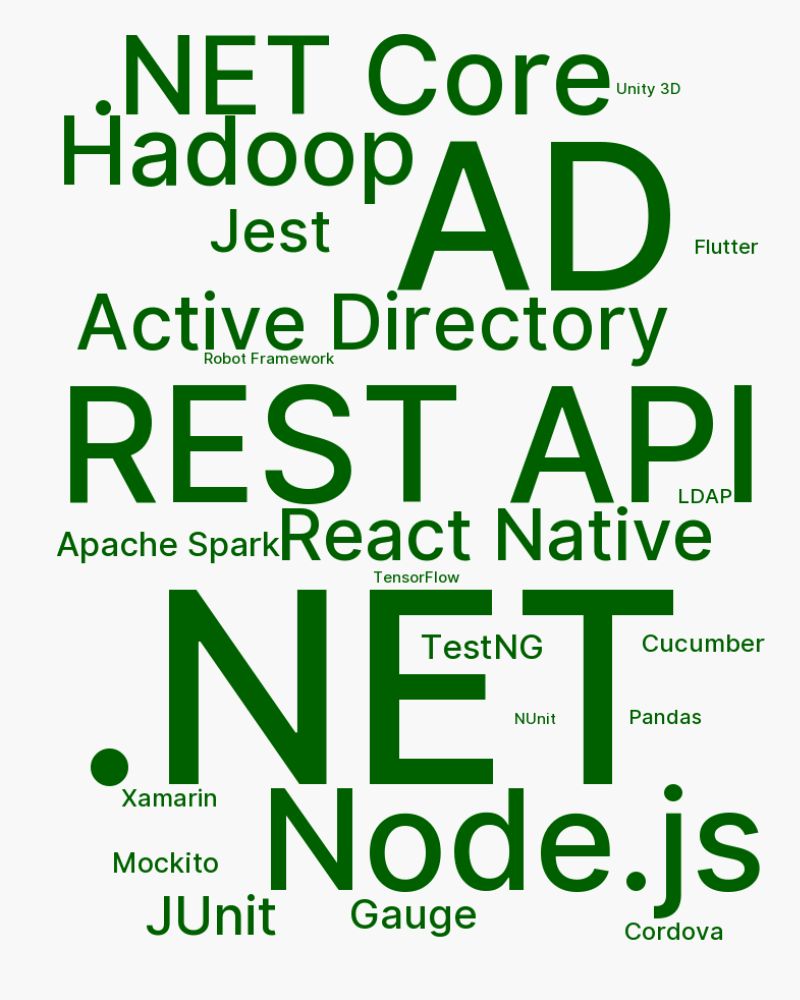 .NET Core
Unity 3D
Hadoop
AD
Jest
Flutter
Active Directory
Robot Framework
REST API
LDAP
React Native
Apache Spark
TensorFlow
.NET
TestNG
Cucumber
NUnit
Pandas
Xamarin
Node.js
Mockito
JUnit
Gauge
Cordova